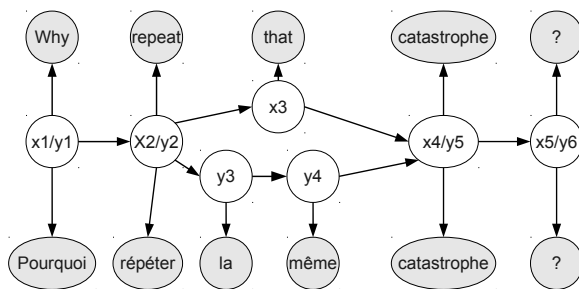 Why repeat that catastrophe ?
x3
x1/y1 X2/y2 x4/y5 x5/y6
y3 y4
Pourquoi répéter la même catastrophe ?